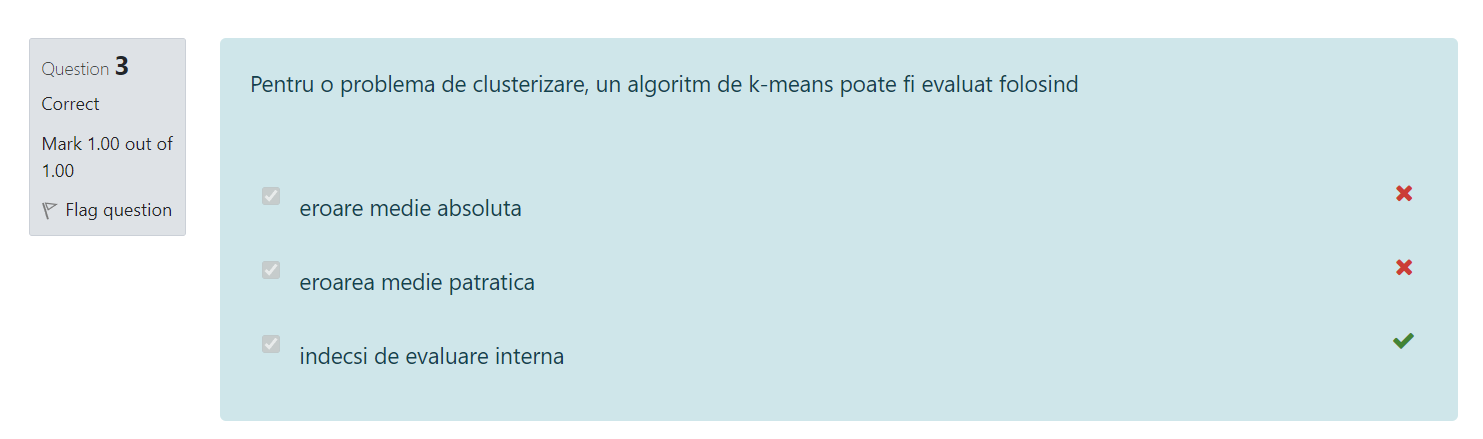 Question 3
Correct
Mark 1.00 out of
1.00
Flag question
Pentru o problema de clusterizare, un algoritm de k-means poate fi evaluat folosind
eroare medie absoluta
eroarea medie patratica
indecsi de evaluare interna